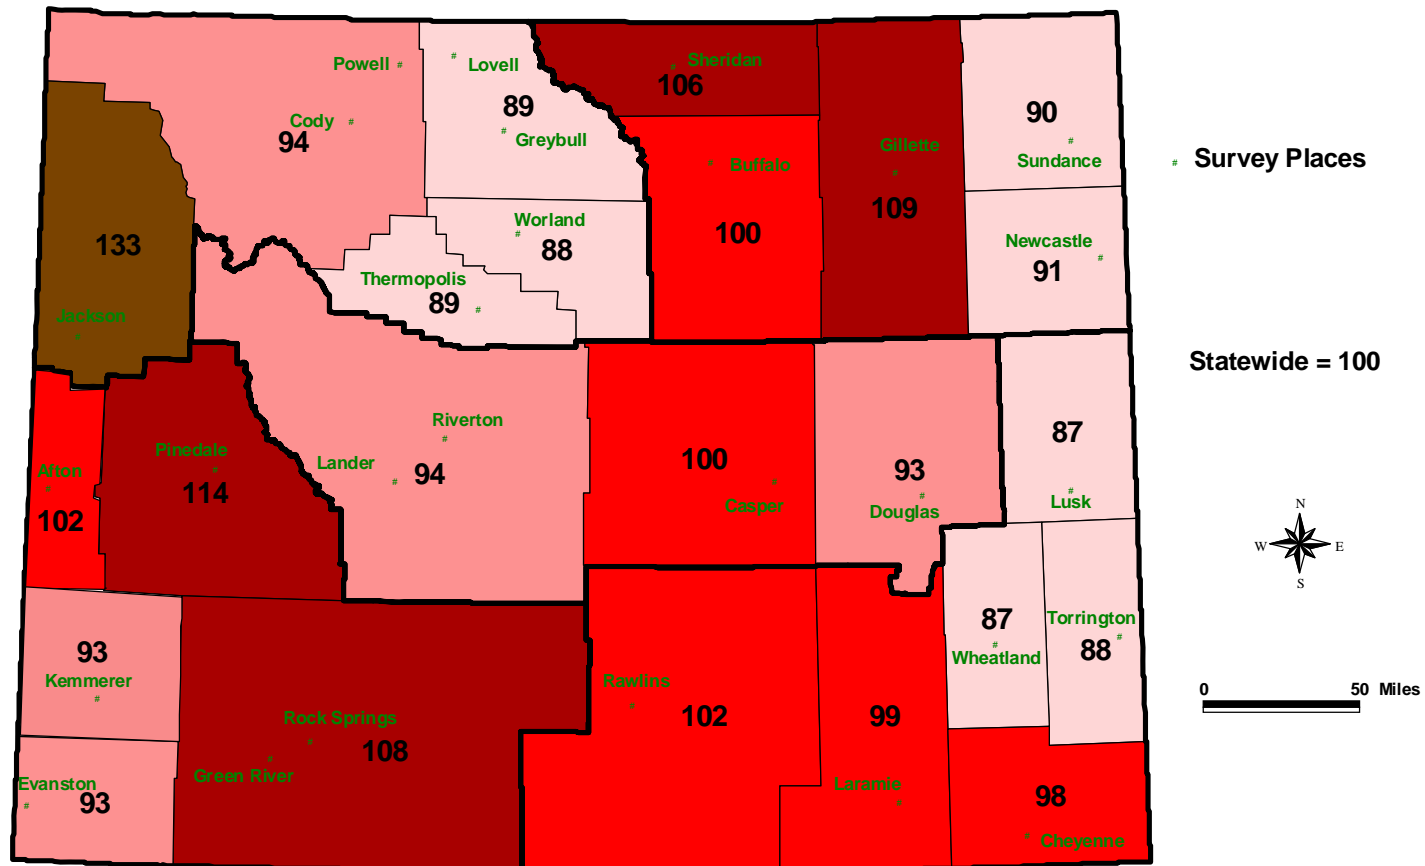 Powell
Lovell
Sheridan
106
89
90
Cody
94
Greybull
Gillette
Sundance
Survey Places
Buffalo
109
Worland
133
88
100
Newcastle
91
Thermopolis
89
Jackson
Statewide = 100
Riverton
87
Pinedale
Lander
94
100
93
Afton
114
Casper
Douglas
Lusk
102
N
W
E
S
87
Torrington
93
Wheatland
88
Kemmerer
Rawlins
0
50 Miles
Rock Springs
102
99
108
Green River
Evanston
93
Laramie
98
Cheyenne